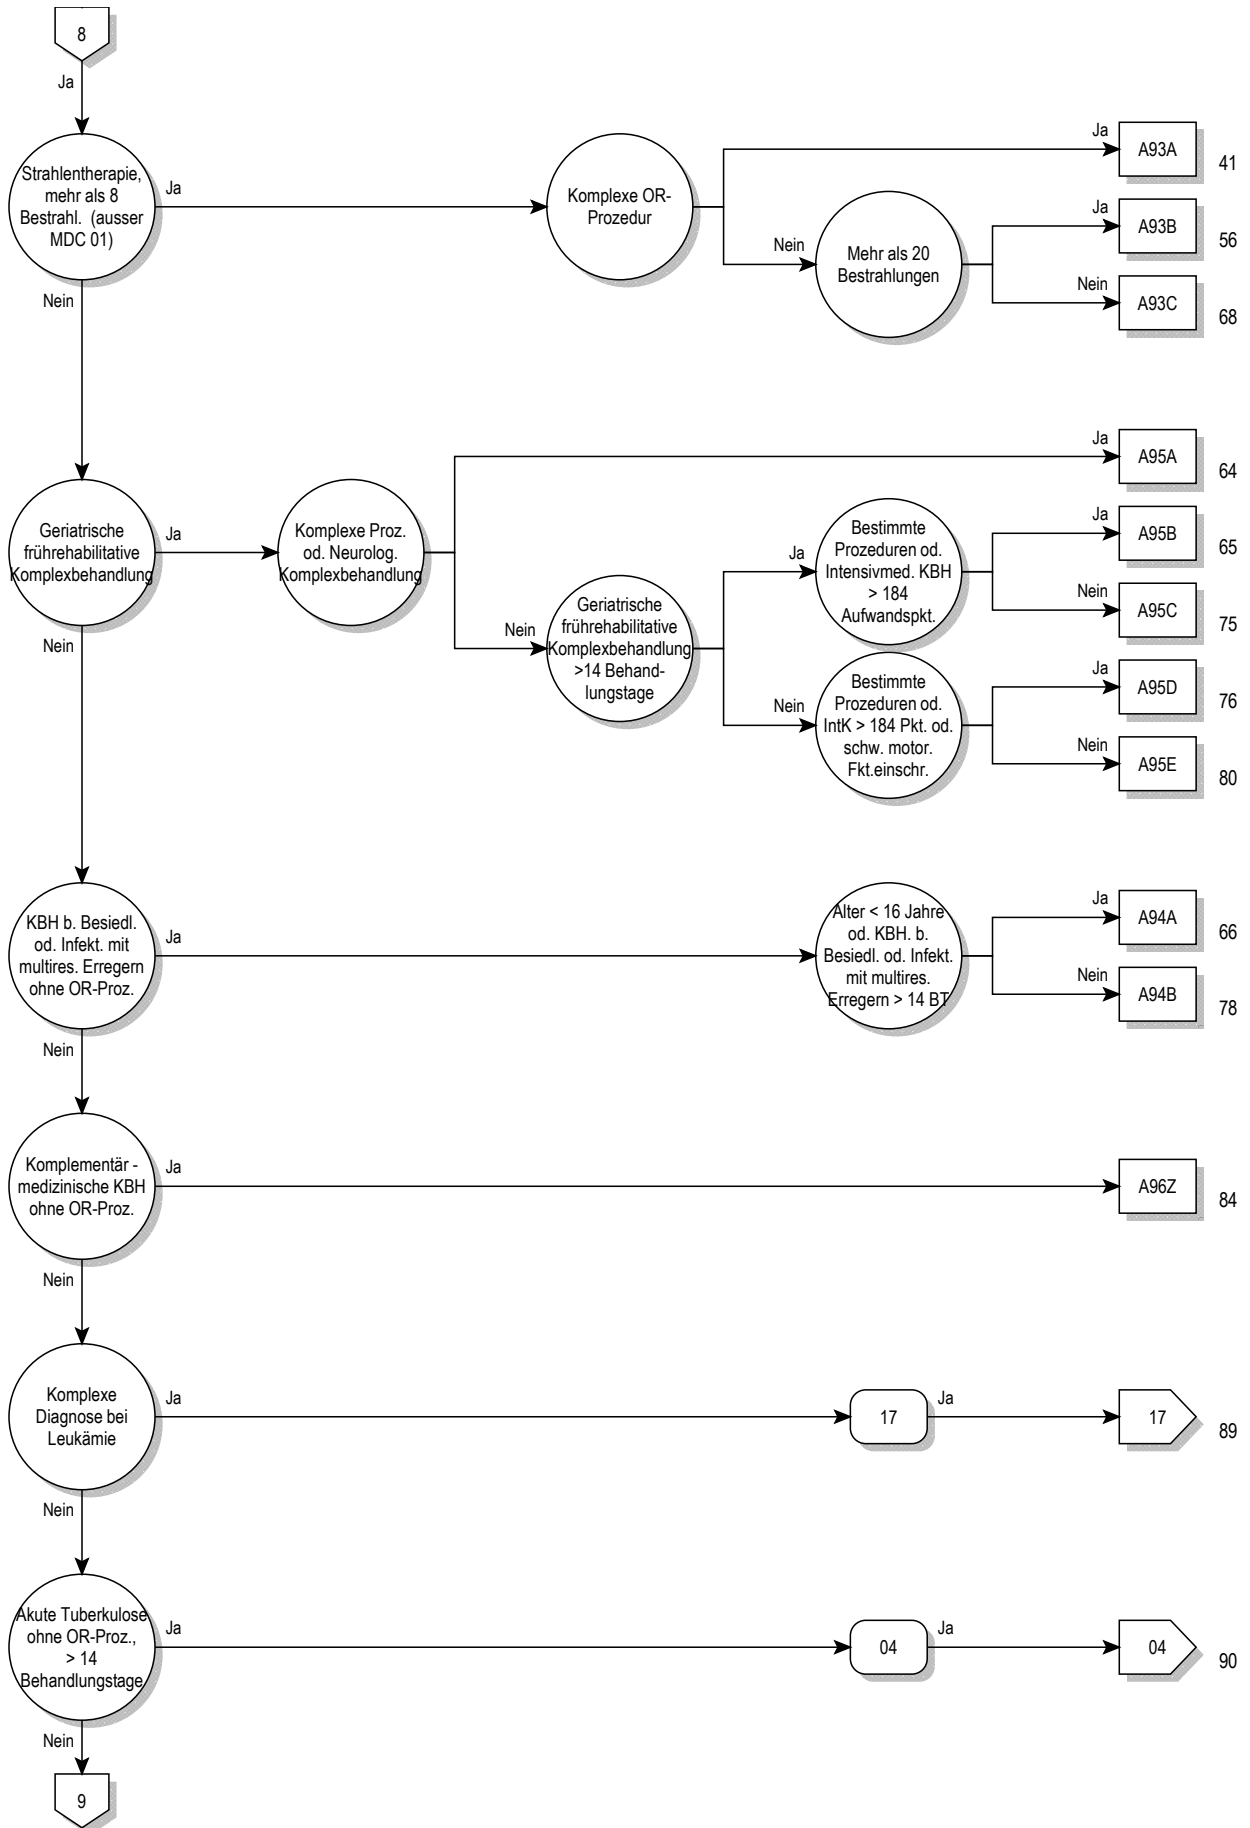 8
Ja
Strahlentherapie,
mehr als 8
Bestrahl. (ausser
MDC 01)
Ja
Komplexe OR-
Prozedur
Ja
A93A
41
Nein
Mehr als 20
Bestrahlungen
Ja
A93B
56
Nein
A93C
68
Nein
Geriatrische
frührehabilitative
Komplexbehandlung
Ja
Komplexe Proz.
od. Neurolog.
Komplexbehandlung
Ja
A95A
64
Nein
Geriatrische
frührehabilitative
Komplexbehandlung
>14 Behand-
lungstage
Ja
Bestimmte
Prozeduren od.
Intensivmed. KBH
> 184
Aufwandspkt.
Ja
A95B
65
Nein
A95C
75
Nein
Bestimmte
Prozeduren od.
IntK > 184 Pkt. od.
schw. motor.
Fkt.einschr.
Ja
A95D
76
Nein
A95E
80
Nein
KBH b. Besiedl.
od. Infekt. mit
multires. Erregern
ohne OR-Proz.
Ja
Alter < 16 Jahre
od. KBH. b.
Besiedl. od. Infekt.
mit multires.
Erregern > 14 BT
Ja
A94A
66
Nein
A94B
78
Nein
Komplementär -
medizinische KBH
ohne OR-Proz.
Ja
A96Z
84
Nein
Komplexe
Diagnose bei
Leukämie
Ja
17
Ja
17
89
Nein
Akute Tuberkulose
ohne OR-Proz.,
> 14
Behandlungstage
Ja
04
Ja
04
90
Nein
9